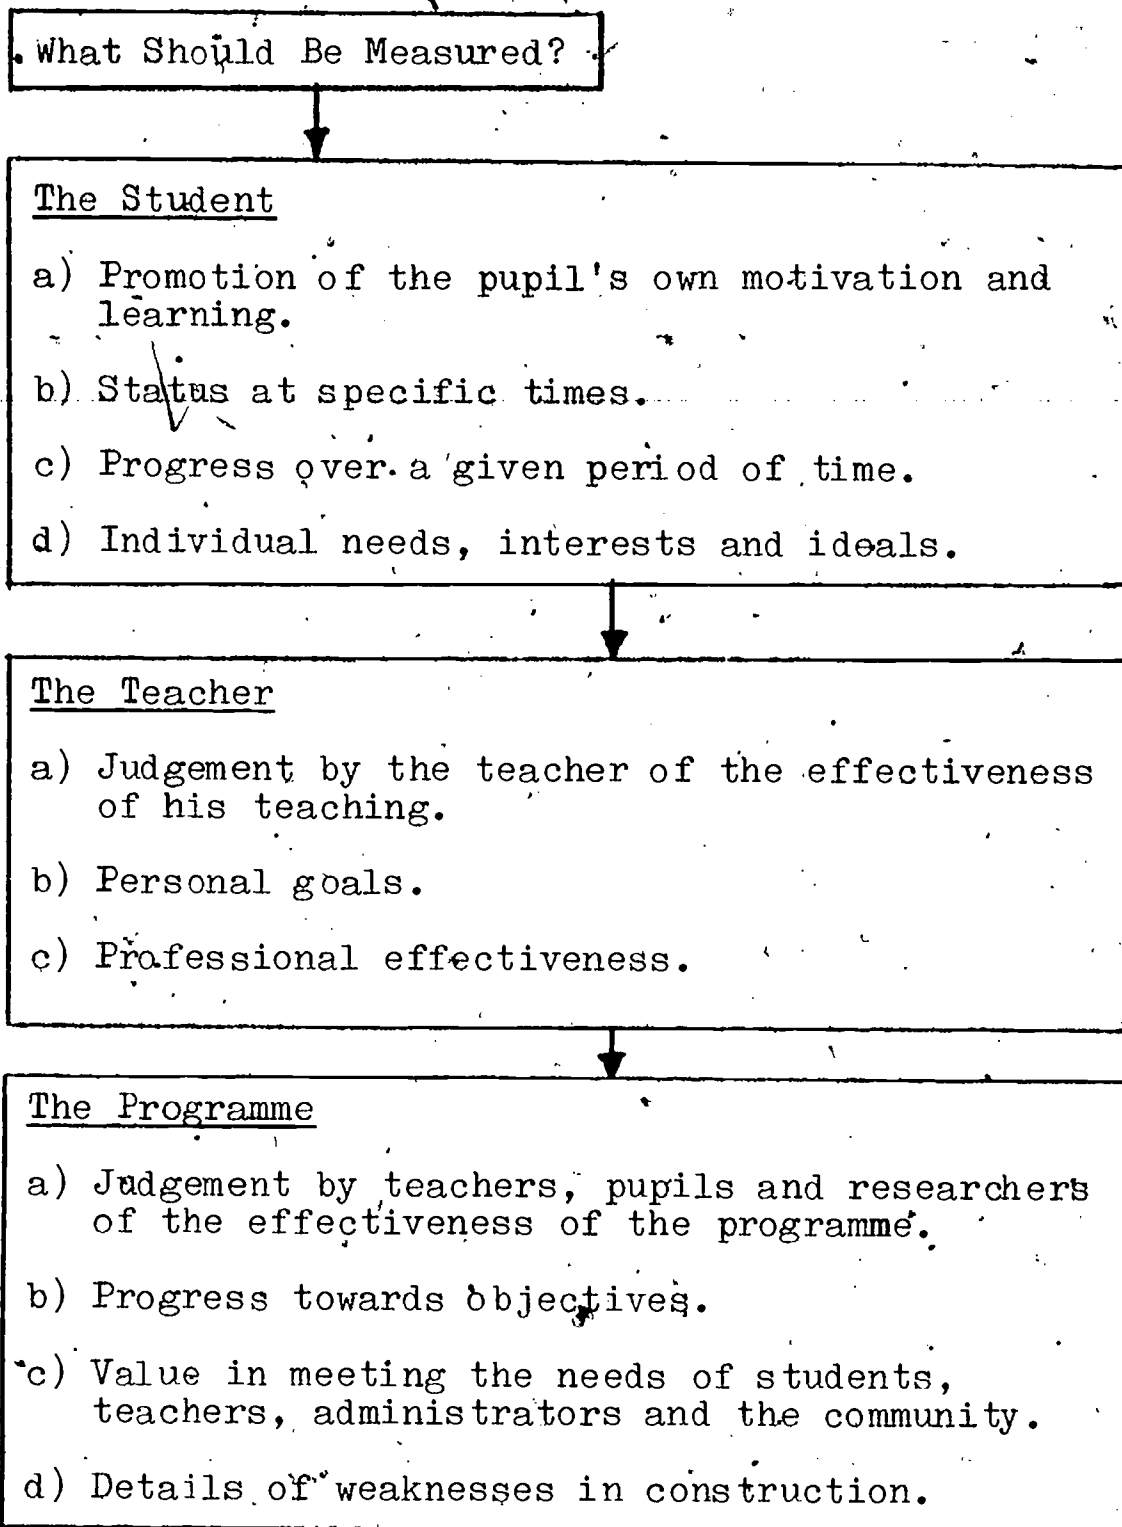 What Should Be Measured?
The Student
a) Promotion of the pupil's own motivation and
learning.
b) Status at specific times.
c) Progress over a given period of time.
d) Individual needs, interests and ideals.
The Teacher
a) Judgement by the teacher of the effectiveness
of his teaching.
b) Personal goals.
c) Professional effectiveness.
The Programme
a) Judgement by teachers, pupils and researchers
of the effectiveness of the programme.
b) Progress towards objectives.
c) Value in meeting the needs of students,
teachers, administrators and the community.
d) Details of weaknesses in construction.